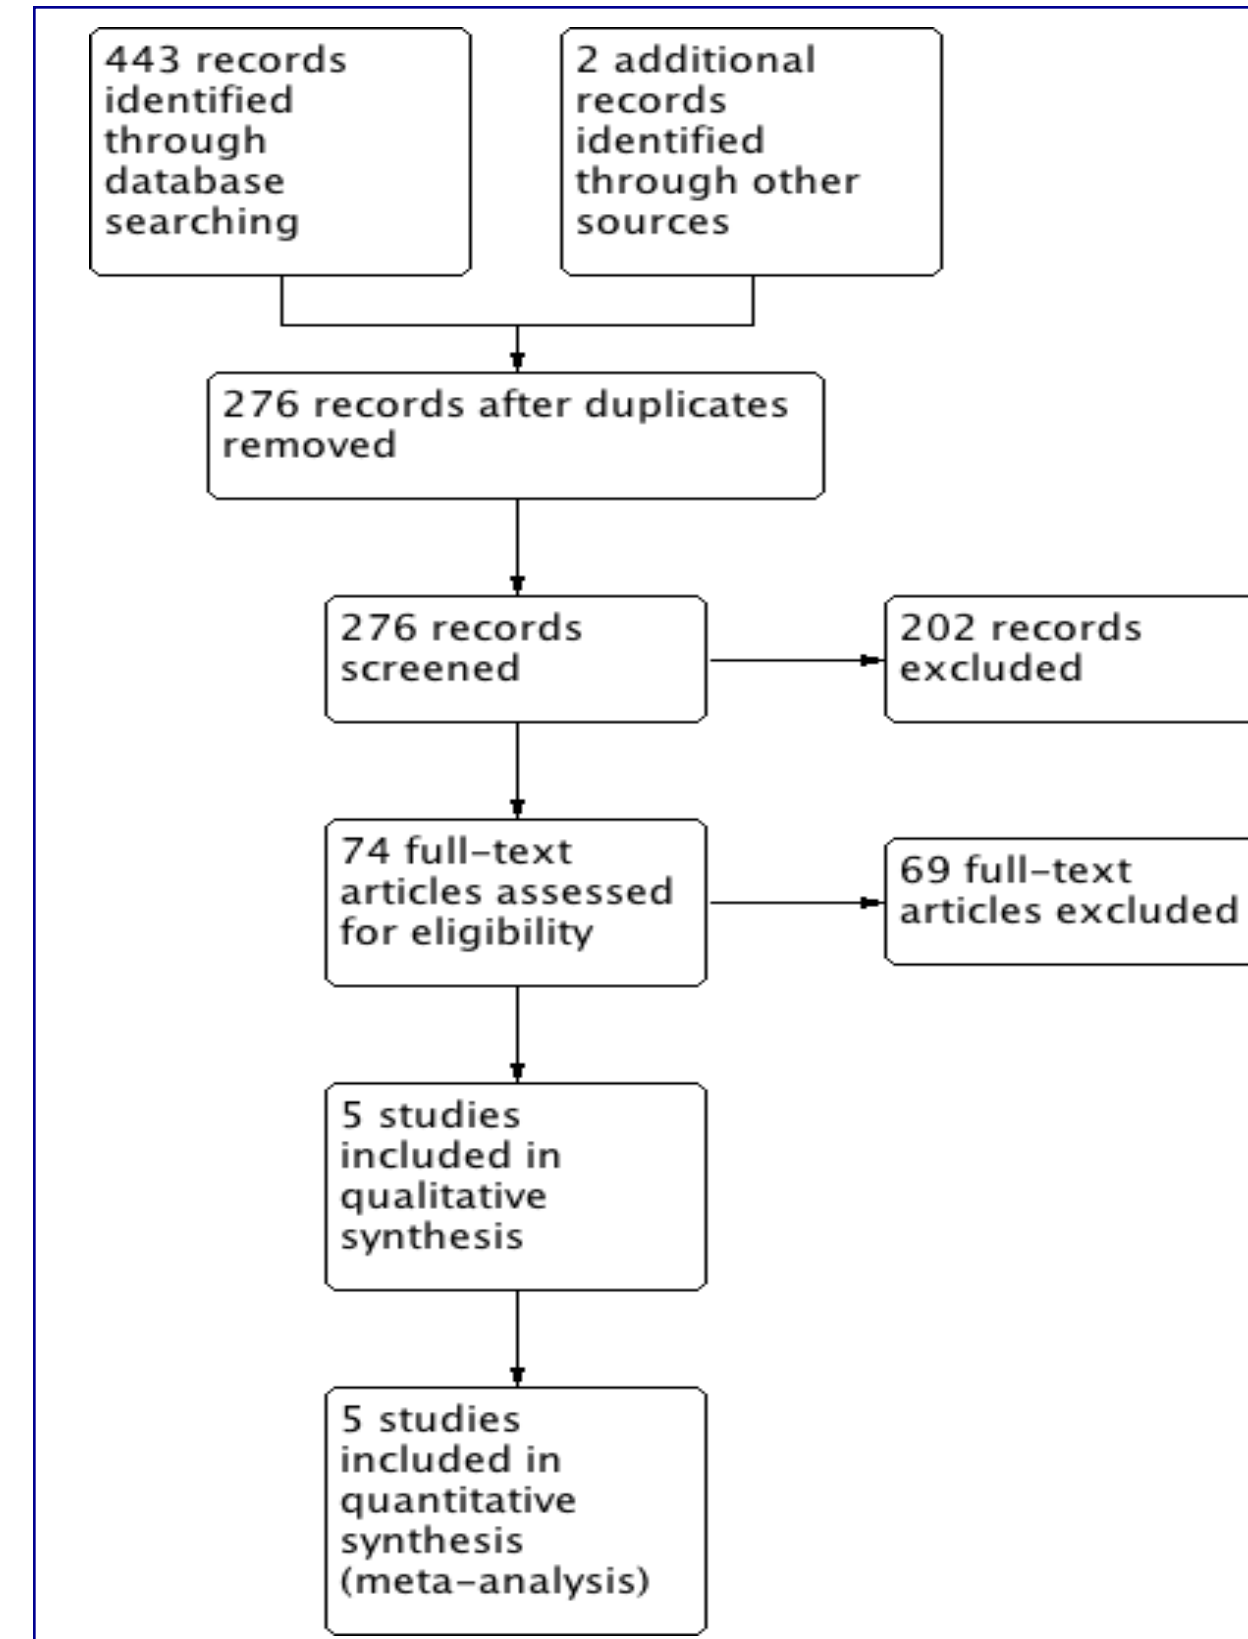 443 records
identified
through
database
searching
2 additional
records
identified
through other
sources
276 records after duplicates
removed
276 records
screened
202 records
excluded
74 full-text
articles assessed
for eligibility
69 full-text
articles excluded
5 studies
included in
qualitative
synthesis
5 studies
included in
quantitative
synthesis
(meta-analysis)